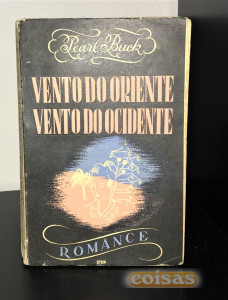 Pearl Buck
VENTO DO ORIENTE
VENTO DO OCIDENTE
ROMANCE
coisas